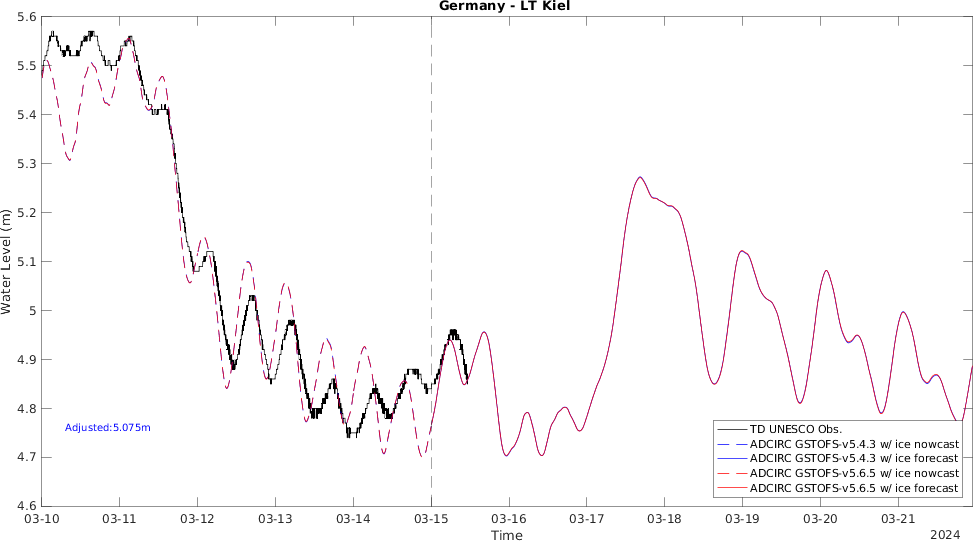 Germany - LT Kiel
5.6
5.5
5.4
5.3
5.2
5.1
5
4.9
4.8
4.7
4.6
Water Level (m)
Adjusted:5.075m
TD UNESCO Obs.
ADCIRC GSTOFS-v5.4.3 w/ ice nowcast
ADCIRC GSTOFS-v5.4.3 w/ ice forecast
ADCIRC GSTOFS-v5.6.5 w/ ice nowcast
ADCIRC GSTOFS-v5.6.5 w/ ice forecast
03-10 03-11 03-12 03-13 03-14 03-15 03-16 03-17 03-18 03-19 03-20 03-21
Time
2024